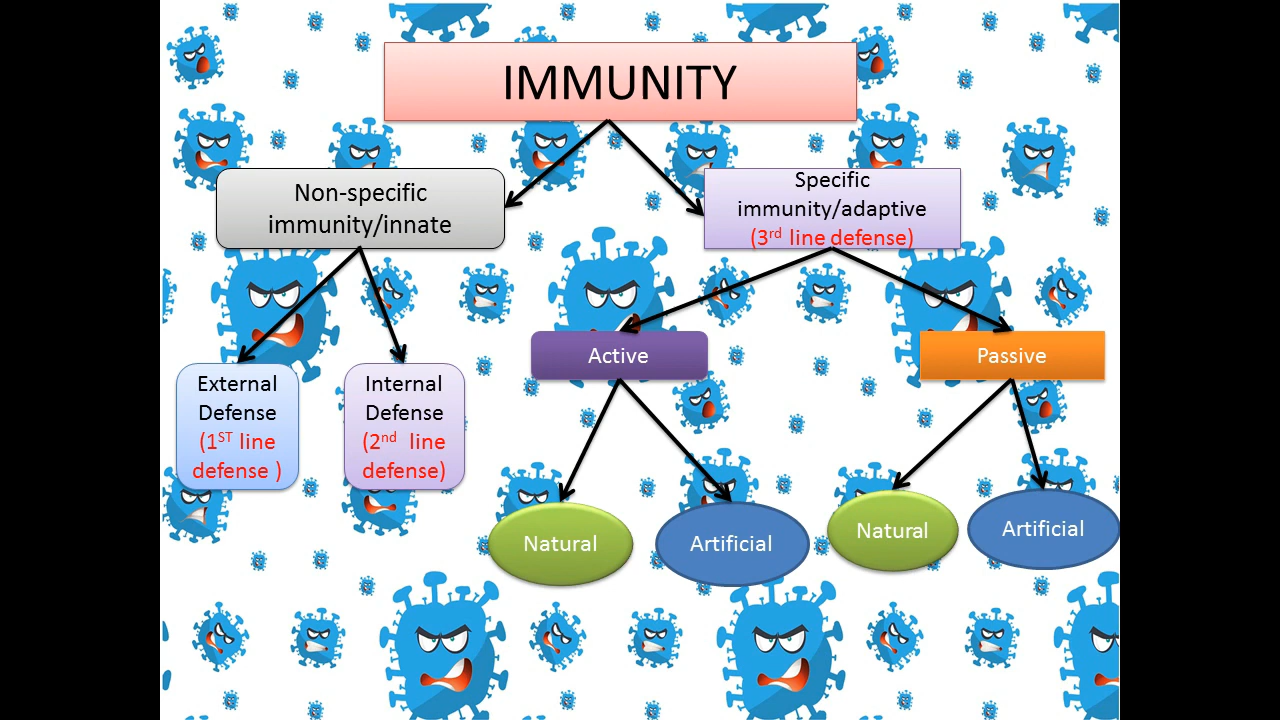 IMMUNITY
Non-specific
immunity/innate
Specific
immunity/adaptive
(3rd line defense)
External
Defense
(1ST line
defense )
Internal
Defense
(2nd line
defense)
Active
Passive
Natural
Artificial
Natural
Artificial